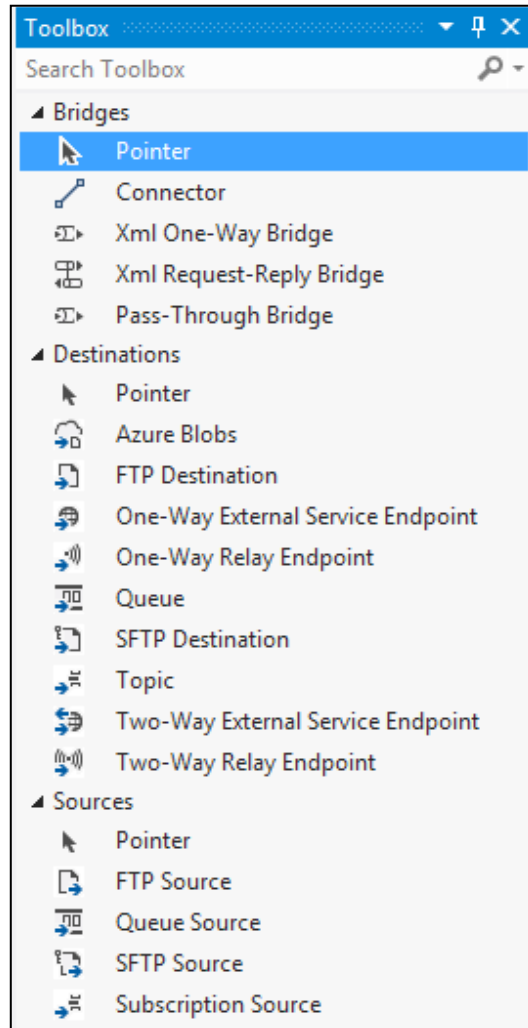 Toolbox
Search Toolbox
Bridges
Pointer
Connector
Xml One-Way Bridge
Xml Request-Reply Bridge
Pass-Through Bridge
Destinations
Pointer
Azure Blobs
FTP Destination
One-Way External Service Endpoint
One-Way Relay Endpoint
Queue
SFTP Destination
Topic
Two-Way External Service Endpoint
Two-Way Relay Endpoint
Sources
Pointer
FTP Source
Queue Source
SFTP Source
Subscription Source